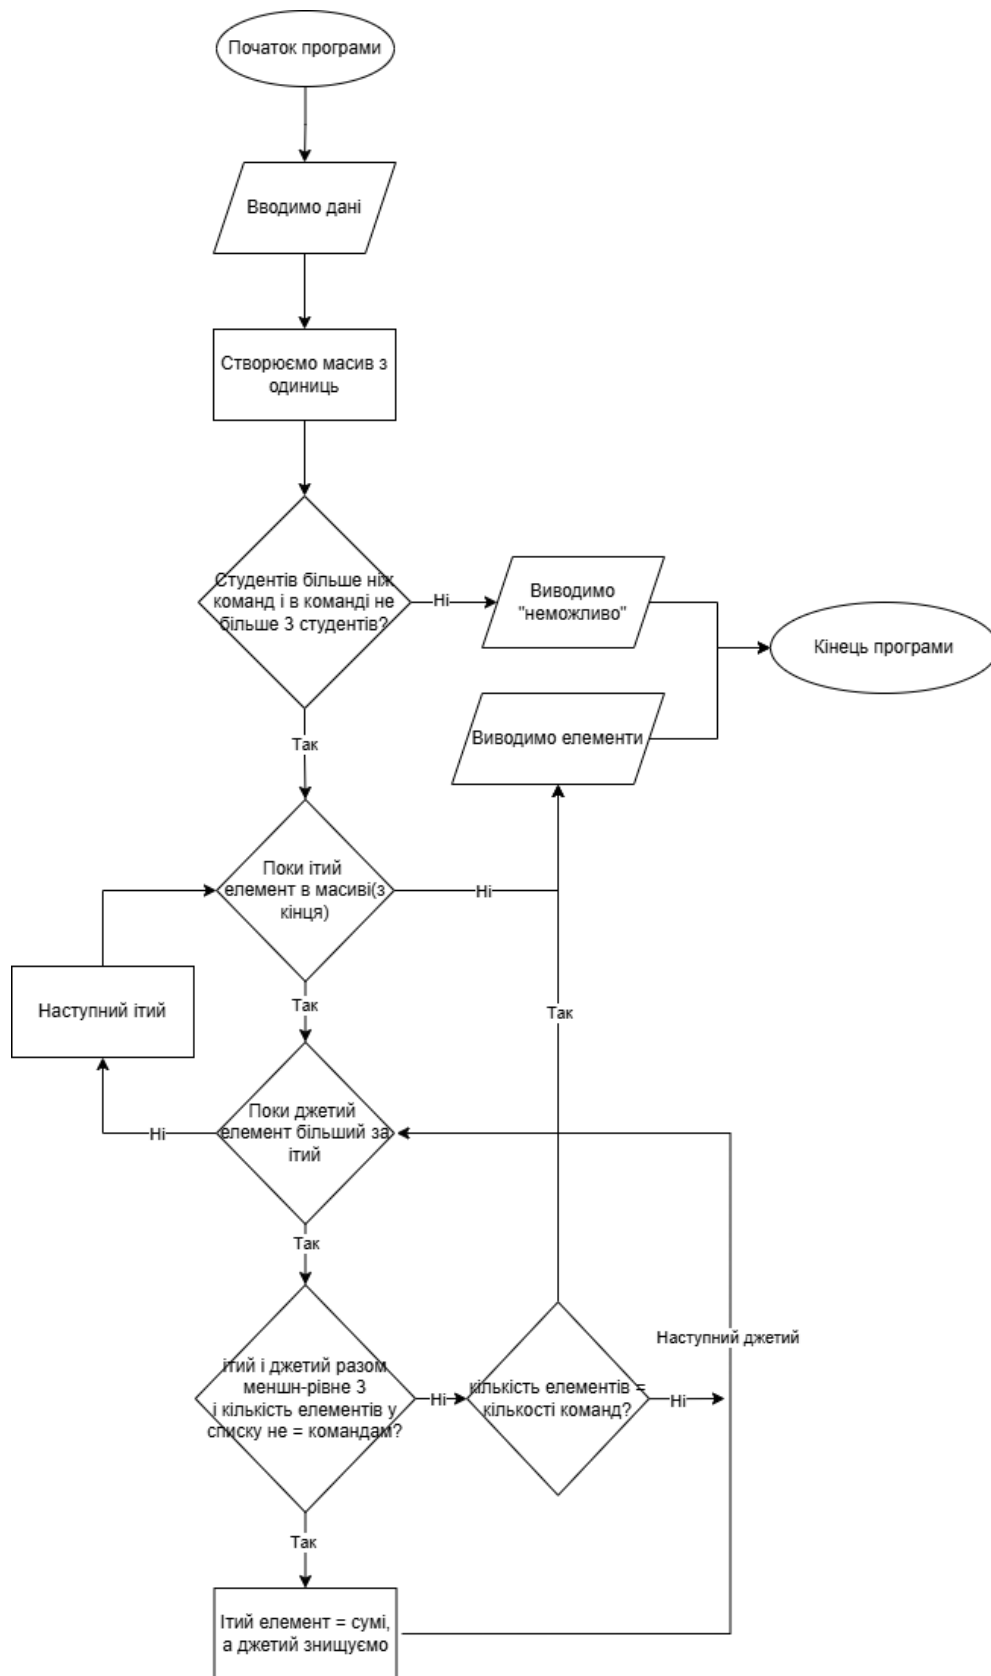 Початок програми
Вводимо дані
Створюємо масив з
одиниць
Студентів більше ніж
команд і в команді не
більше 3 студентів?
Ні
Виводимо
"неможливо"
Кінець програми
Виводимо елементи
Так
Поки ітий
елемент в масиві(з
кінця)
Ні
Наступний ітий
Так
Так
Поки джетий
елемент більший за
ітий
Ні
Так
Наступний джетий
ітий і джетий разом
меншн-рівне 3
і кількість елементів у
списку не = командам?
Ні
кількість елементів =
кількості команд?
Ні
Так
Ітий елемент = сумі,
а джетий знищуємо